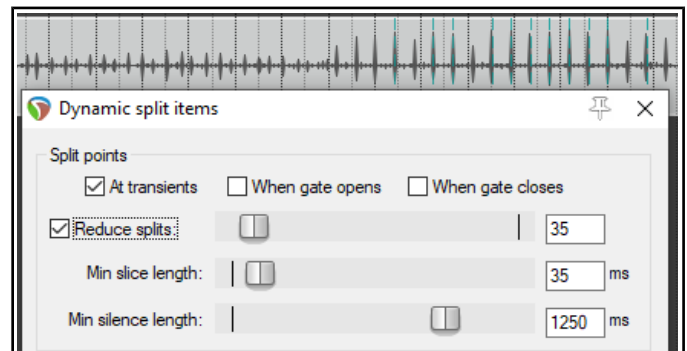 Dynamic split items
Split points
At transients When gate opens When gate closes
Reduce splits: 35
Min slice length: 35 ms
Min silence length: 1250 ms